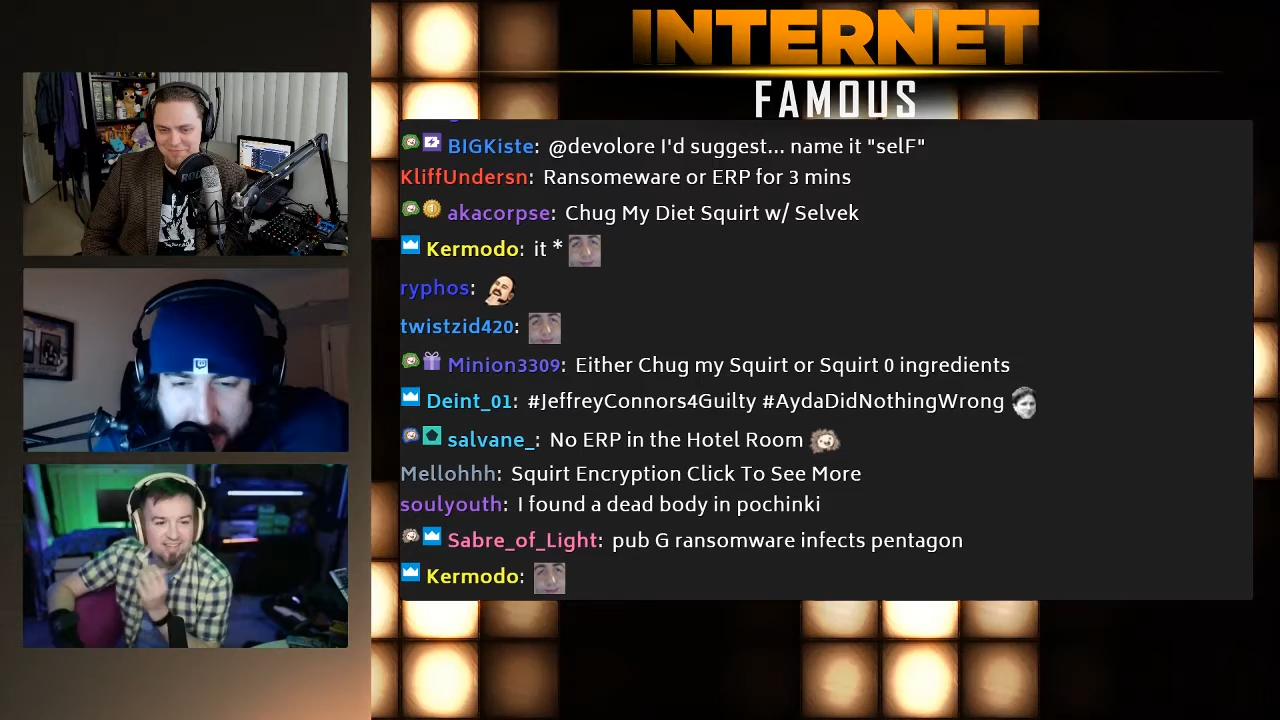 INTERNET
FAMOUS
BIGKiste: @devolore I'd suggest... name it "selF"
KliffUndersn: Ransomeware or ERP for 3 mins
akacorpse: Chug My Diet Squirt w/ Selvek
Kermodo: it *
ryphos:
twistzid420:
Minion3309: Either Chug my Squirt or Squirt 0 ingredients
Deint_01: #JeffreyConnors4Guilty #AydaDidNothingWrong
salvane_: No ERP in the Hotel Room
Mellohhh: Squirt Encryption Click To See More
soulyouth: I found a dead body in pochinki
Sabre_of_Light: pub G ransomware infects pentagon
Kermodo: